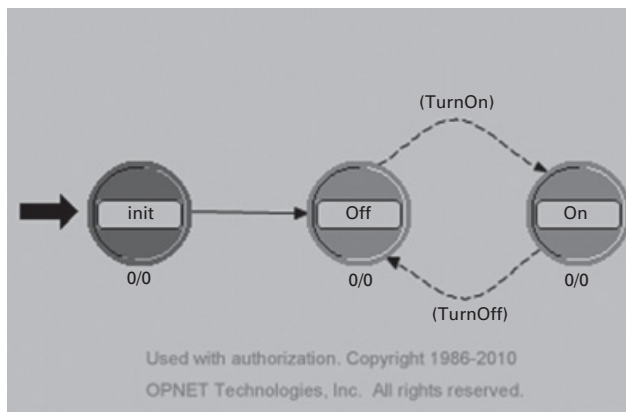 (TurnOn)
init
Off
On
0/0
0/0
0/0
(TurnOff)
Used with authorization. Copyright 1986-2010
OPNET Technologies, Inc. All rights reserved.